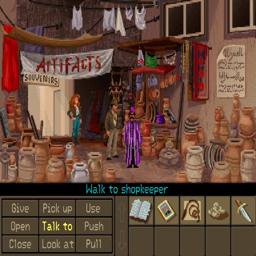 ARTIFACTS
SOUVENIRS
Walk to shopkeeper
Give Pick up Use
Open Talk to Push
Close Look at Pull